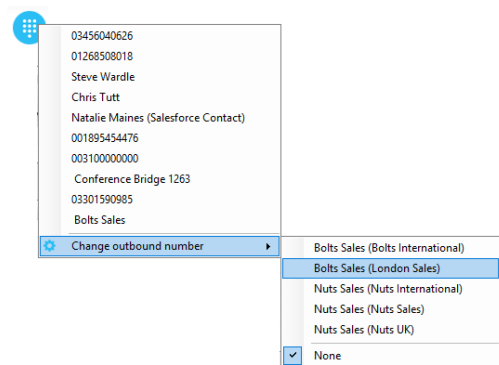 03456040626
01268508018
Steve Wardle
Chris Tutt
Natalie Maines (Salesforce Contact)
001895454476
003100000000
Conference Bridge 1263
03301590985
Bolts Sales
Change outbound number
Bolts Sales (Bolts International)
Bolts Sales (London Sales)
Nuts Sales (Nuts International)
Nuts Sales (Nuts Sales)
Nuts Sales (Nuts UK)
None